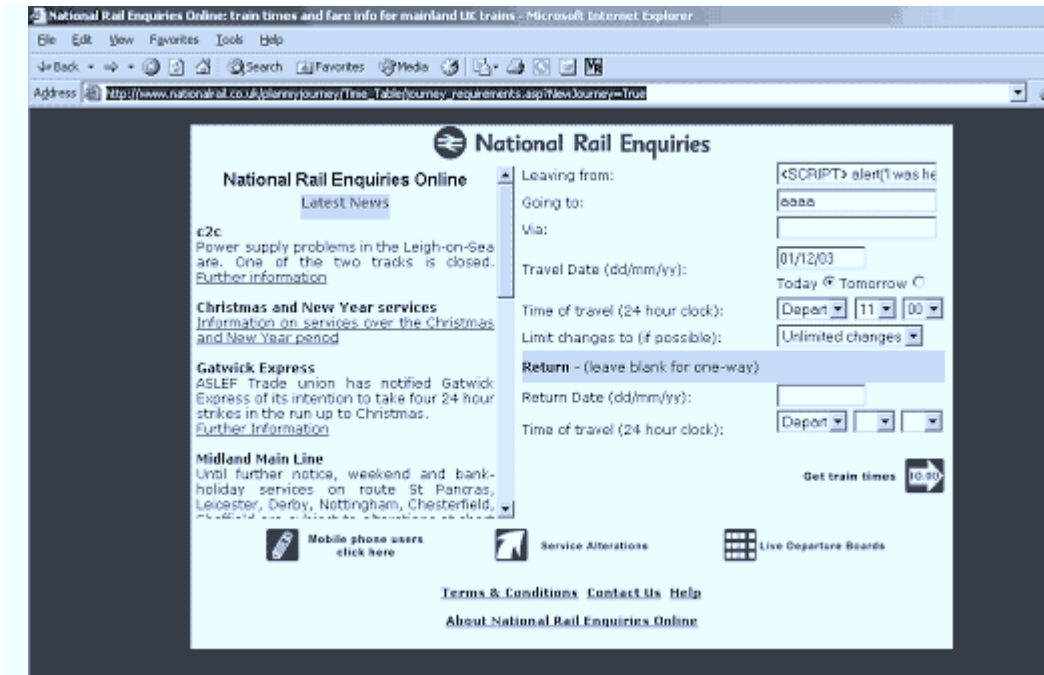 National Rail Enquiries Online: train times and fare info for mainland UK trains - Microsoft Internet Explorer
File Edit View Favorites Tools Help
Back Search Favorites Media
Address http://www.nationalrail.co.uk/planmyjourney/Time_Table/journey_requirements.asp?NewJourney=True
National Rail Enquiries
National Rail Enquiries Online
Latest News
c2c
Power supply problems in the Leigh-on-Sea
are. One of the two tracks is closed.
Further information
Christmas and New Year services
Information on services over the Christmas
and New Year period
Gatwick Express
ASLEF Trade union has notified Gatwick
Express of its intention to take four 24 hour
strikes in the run up to Christmas.
Further Information
Midland Main Line
Until further notice, weekend and bank-
holiday services on route St Pancras,
Leicester, Derby, Nottingham, Chesterfield,
Leaving from: <SCRIPT> alert('I was he
Going to: aaaa
Via:
Travel Date (dd/mm/yy): 01/12/03
Today Tomorrow
Time of travel (24 hour clock): Depart 11 00
Limit changes to (if possible): Unlimited changes
Return - (leave blank for one-way)
Return Date (dd/mm/yy):
Time of travel (24 hour clock): Depart
Get train times 10.00
Mobile phone users
click here
Service Alterations
Live Departure Boards
Terms & Conditions Contact Us Help
About National Rail Enquiries Online